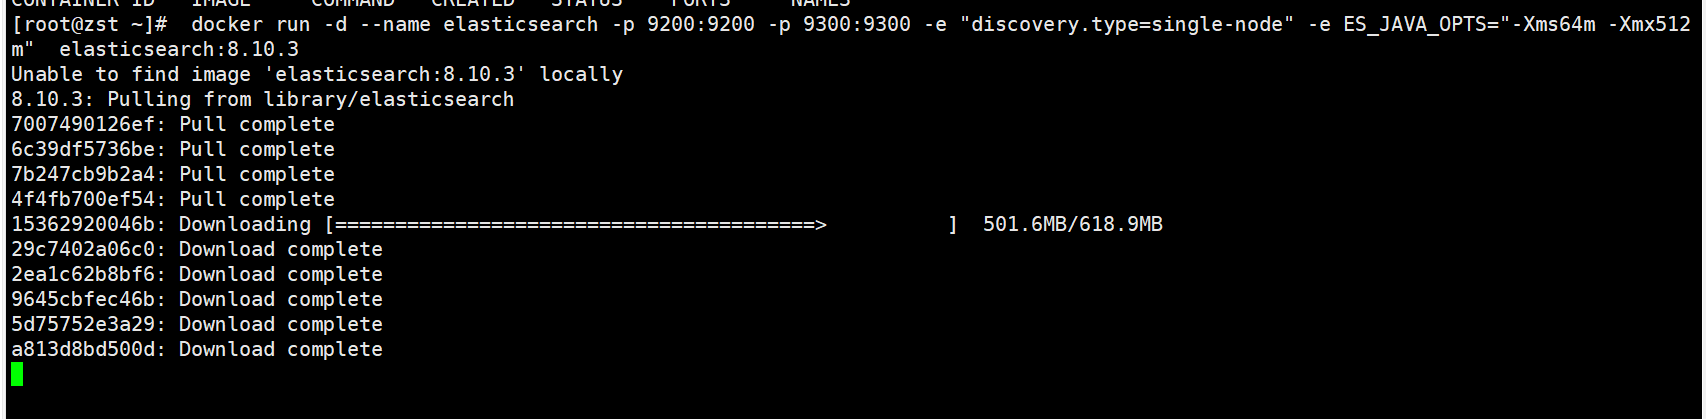 CONTAINER ID   IMAGE     COMMAND   CREATED   STATUS    PORTS     NAMES
[root@zst ~]#  docker run -d --name elasticsearch -p 9200:9200 -p 9300:9300 -e "discovery.type=single-node" -e ES_JAVA_OPTS="-Xms64m -Xmx512
m"  elasticsearch:8.10.3
Unable to find image 'elasticsearch:8.10.3' locally
8.10.3: Pulling from library/elasticsearch
7007490126ef: Pull complete
6c39df5736be: Pull complete
7b247cb9b2a4: Pull complete
4f4fb700ef54: Pull complete
15362920046b: Downloading [========================================>          ]  501.6MB/618.9MB
29c7402a06c0: Download complete
2ea1c62b8bf6: Download complete
9645cbfec46b: Download complete
5d75752e3a29: Download complete
a813d8bd500d: Download complete